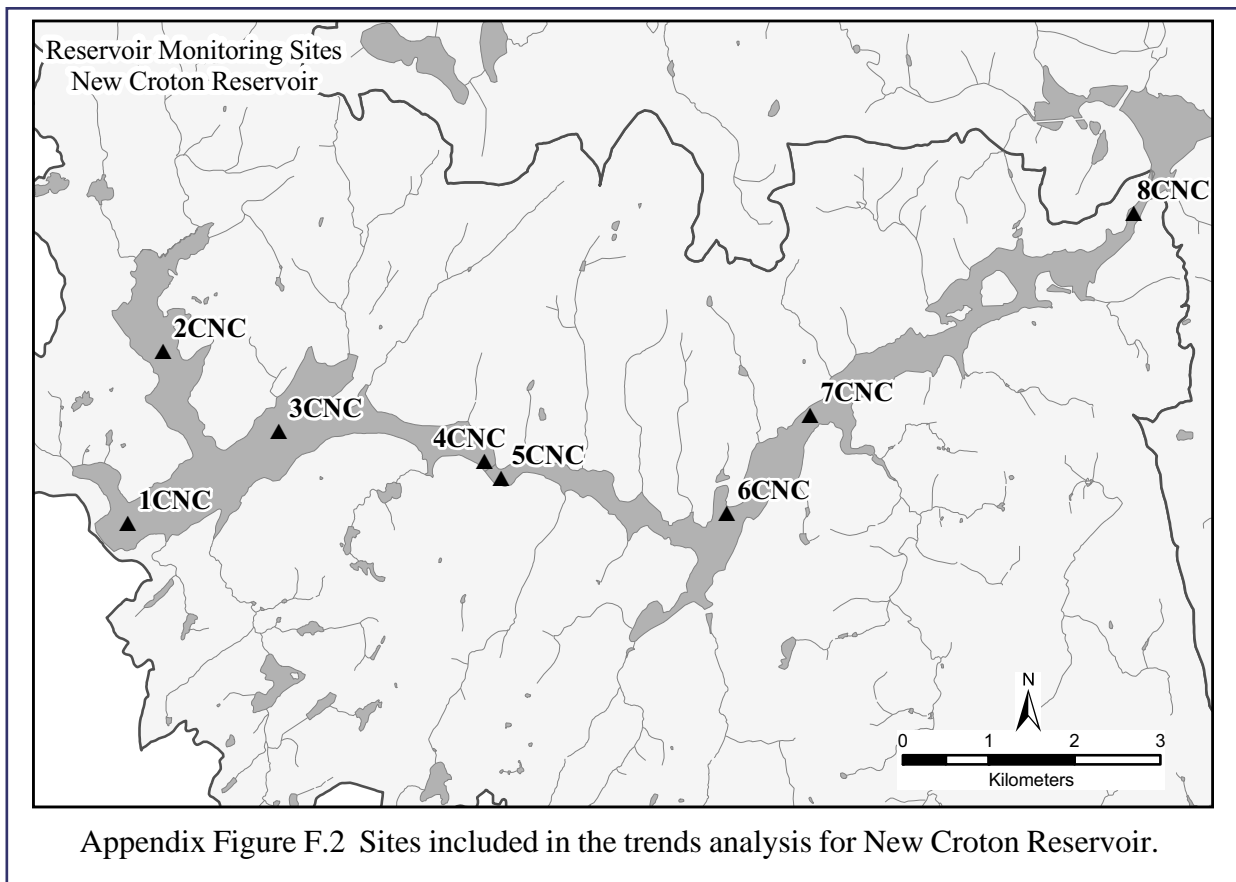 Reservoir Monitoring Sites
New Croton Reservoir
8CNC
2CNC
7CNC
3CNC
4CNC
5CNC
6CNC
1CNC
N
0 1 2 3
Kilometers
Appendix Figure F.2 Sites included in the trends analysis for New Croton Reservoir.